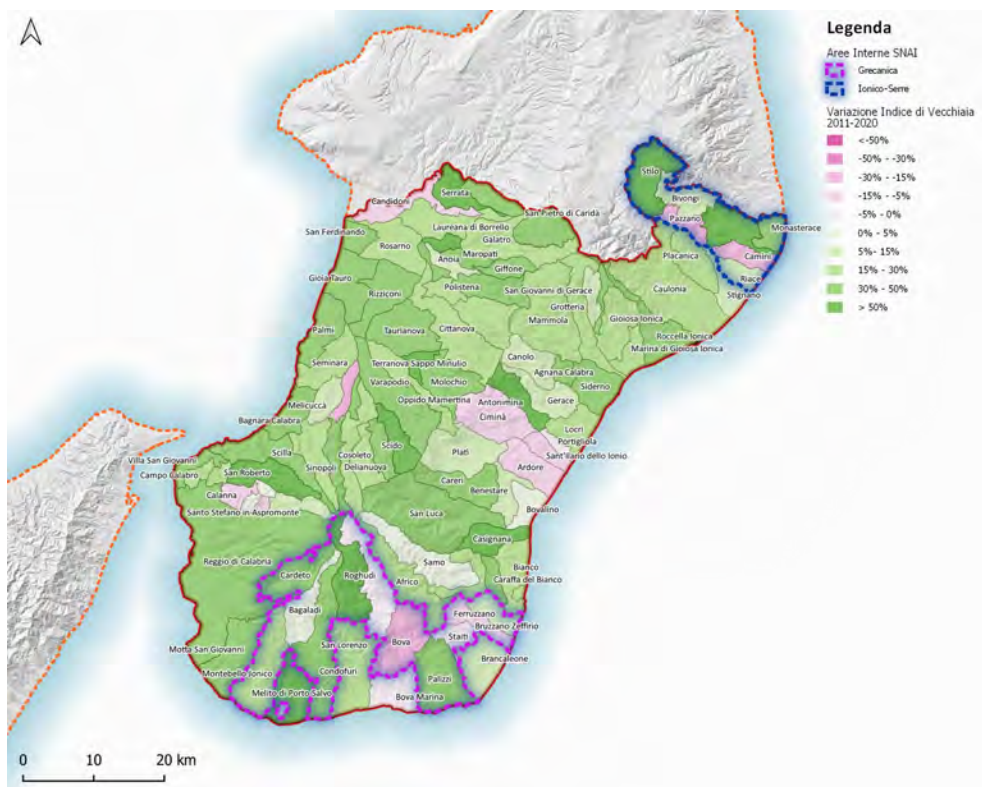 Legenda
Aree Interne SNAI
Grecanica
Ionico-Serre
Variazione Indice di Vecchiaia
2011-2020
<-50%
-50% - -30%
-30% - -15%
-15% - -5%
-5% - 0%
0% - 5%
5%- 15%
15% - 30%
30% - 50%
> 50%
Stilo
Bivongi
Pazzano
Monasterace
Camini
Riace
Placanica
Stignano
Caulonia
Serrata
Candidoni
San Pietro di Caridà
San Ferdinando
Laureana di Borrello
Rosarno
Galatro
Maropati
Anoia
Giffone
Gioia Tauro
Polistena
San Giovanni di Gerace
Rizziconi
Grotteria
Mammola
Gioiosa Ionica
Palmi
Taurianova
Cittanova
Roccella Ionica
Marina di Gioiosa Ionica
Seminara
Terranova Sappo Minulio
Canolo
Agnana Calabra
Varapodio
Molochio
Siderno
Oppido Mamertina
Antonimina
Gerace
Melicuccà
Ciminà
Bagnara Calabra
Locri
Portigliola
Scido
Sant'Ilario dello Ionio
Scilla
Cosoleto
Platì
Villa San Giovanni
Sinopoli
Delianuova
Ardore
Campo Calabro
San Roberto
Careri
Benestare
Calanna
Bovalino
Santo Stefano in Aspromonte
San Luca
Casignana
Reggio di Calabria
Samo
Bianco
Cardeto
Roghudi
Africo
Caraffa del Bianco
Bagaladi
Ferruzzano
Bruzzano Zeffirio
Staiti
Bova
Motta San Giovanni
San Lorenzo
Brancaleone
Montebello Jonico
Condofuri
Palizzi
Melito di Porto Salvo
Bova Marina
0 10 20 km